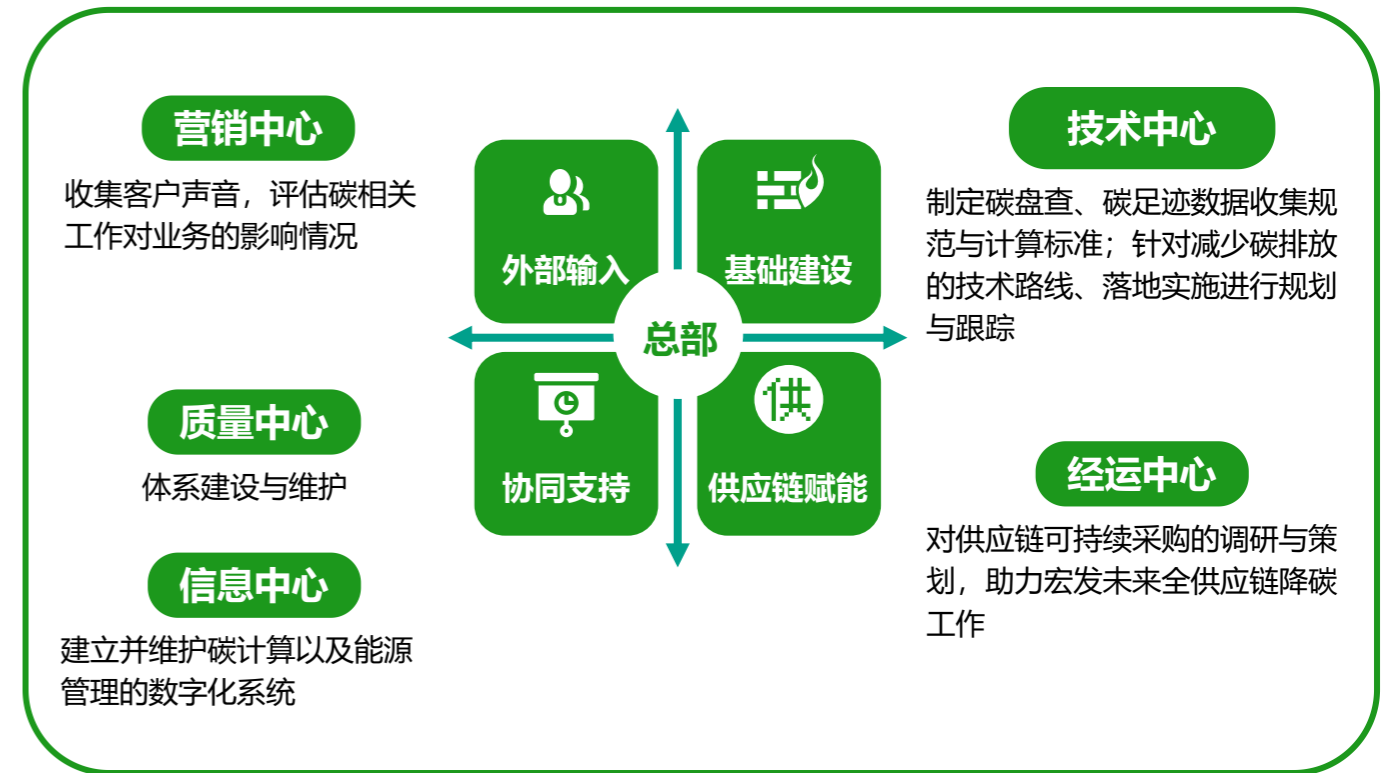 营销中心
收集客户声音，评估碳相关
工作对业务的影响情况
质量中心
体系建设与维护
信息中心
建立并维护碳计算以及能源
管理的数字化系统
外部输入
基础建设
总部
协同支持
供
供应链赋能
技术中心
制定碳盘查、碳足迹数据收集规
范与计算标准；针对减少碳排放
的技术路线、落地实施进行规划
与跟踪
经运中心
对供应链可持续采购的调研与策
划，助力宏发未来全供应链降碳
工作